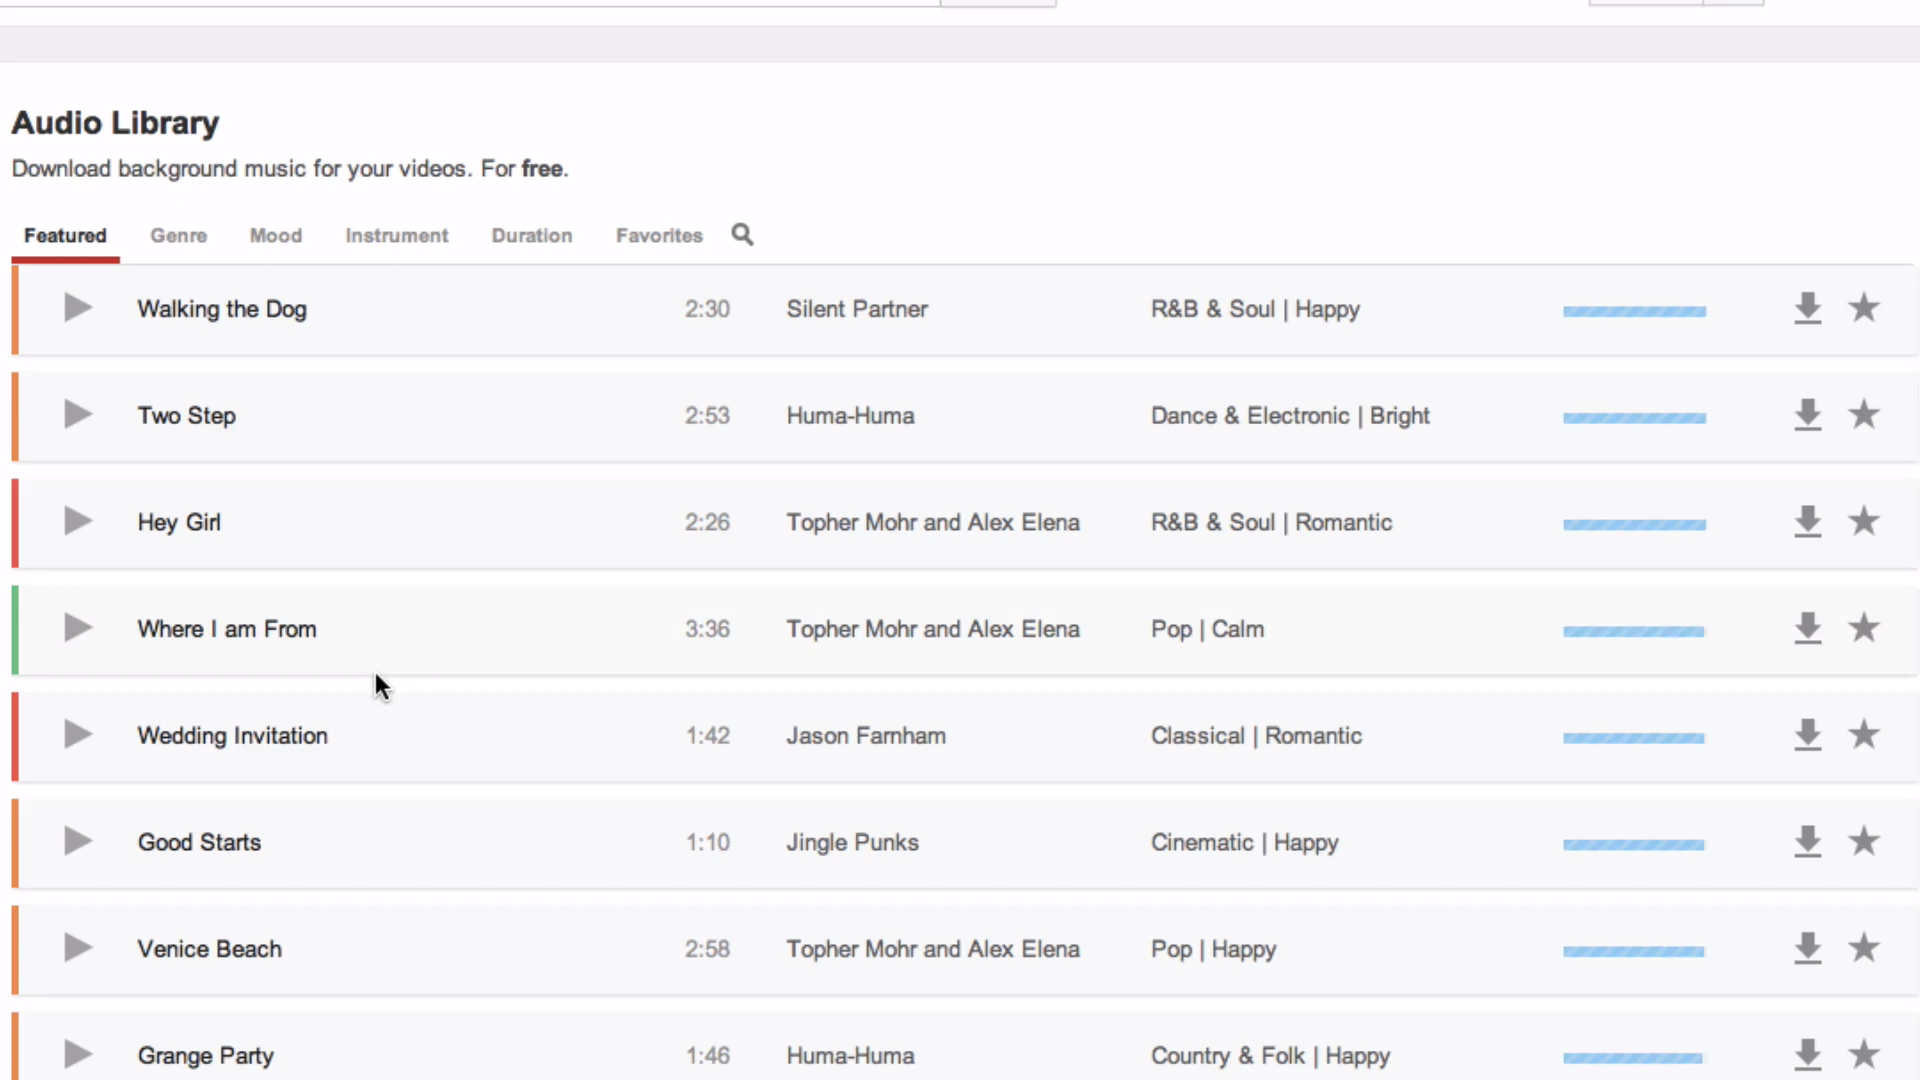 Audio Library
Download background music for your videos. For free.
Featured Genre Mood Instrument Duration Favorites
Walking the Dog 2:30 Silent Partner R&B & Soul | Happy
Two Step 2:53 Huma-Huma Dance & Electronic | Bright
Hey Girl 2:26 Topher Mohr and Alex Elena R&B & Soul | Romantic
Where I am From 3:36 Topher Mohr and Alex Elena Pop | Calm
Wedding Invitation 1:42 Jason Farnham Classical | Romantic
Good Starts 1:10 Jingle Punks Cinematic | Happy
Venice Beach 2:58 Topher Mohr and Alex Elena Pop | Happy
Grange Party 1:46 Huma-Huma Country & Folk | Happy